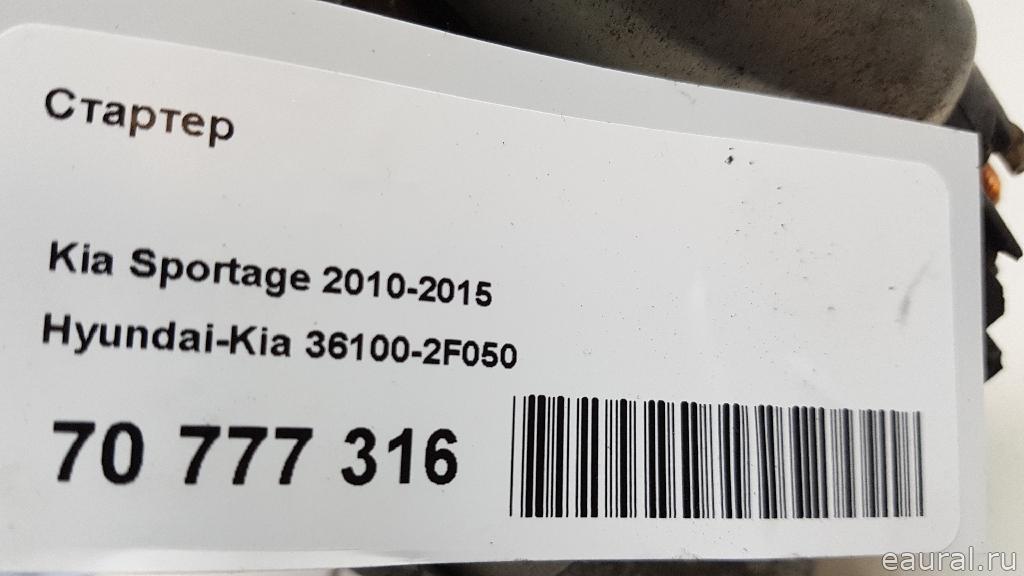 Стартер
Kia Sportage 2010-2015
Hyundai-Kia 36100-2F050
70 777 316
eaural.ru